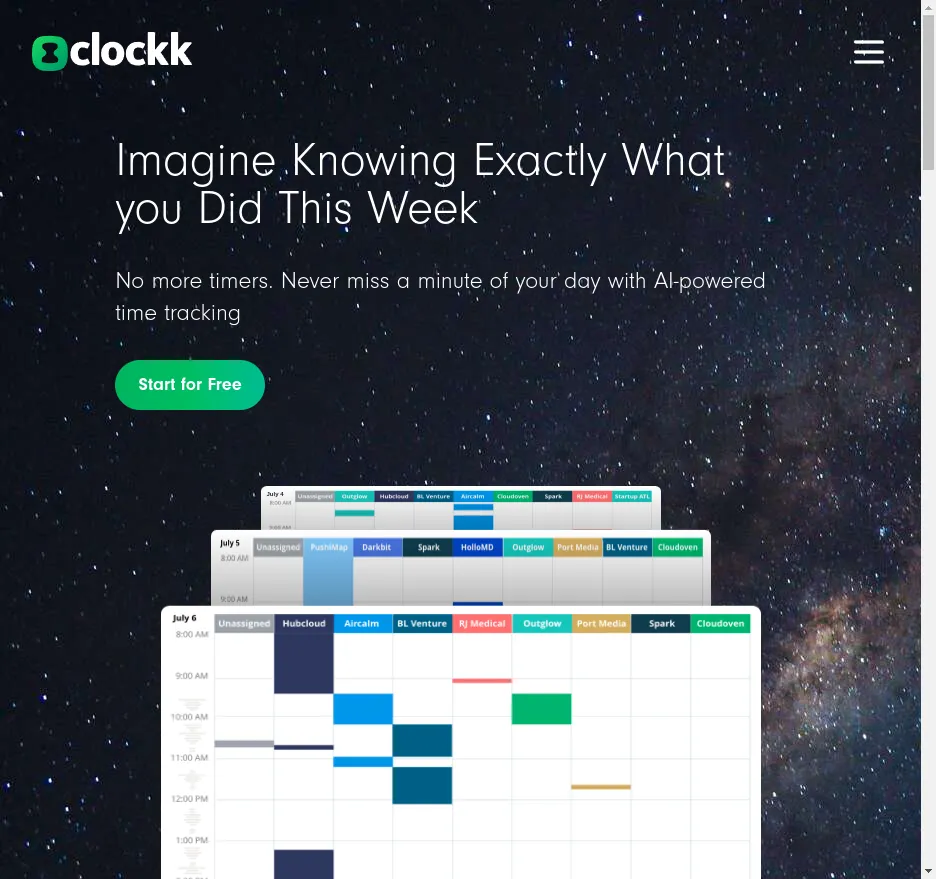 clockk
Imagine Knowing Exactly What
you Did This Week
No more timers. Never miss a minute of your day with AI-powered
time tracking
Start for Free
July 4 Unassigned Outglow Hubcloud BL Venture Aircalm Cloudoven Spark RJ Medical Startup ATL
8:00 AM
9:00 AM
July 5 Unassigned PushMap Darkbit Spark HolloMD Outglow Port Media BL Venture Cloudoven
8:00 AM
9:00 AM
July 6 Unassigned Hubcloud Aircalm BL Venture RJ Medical Outglow Port Media Spark Cloudoven
8:00 AM
9:00 AM
10:00 AM
11:00 AM
12:00 PM
1:00 PM